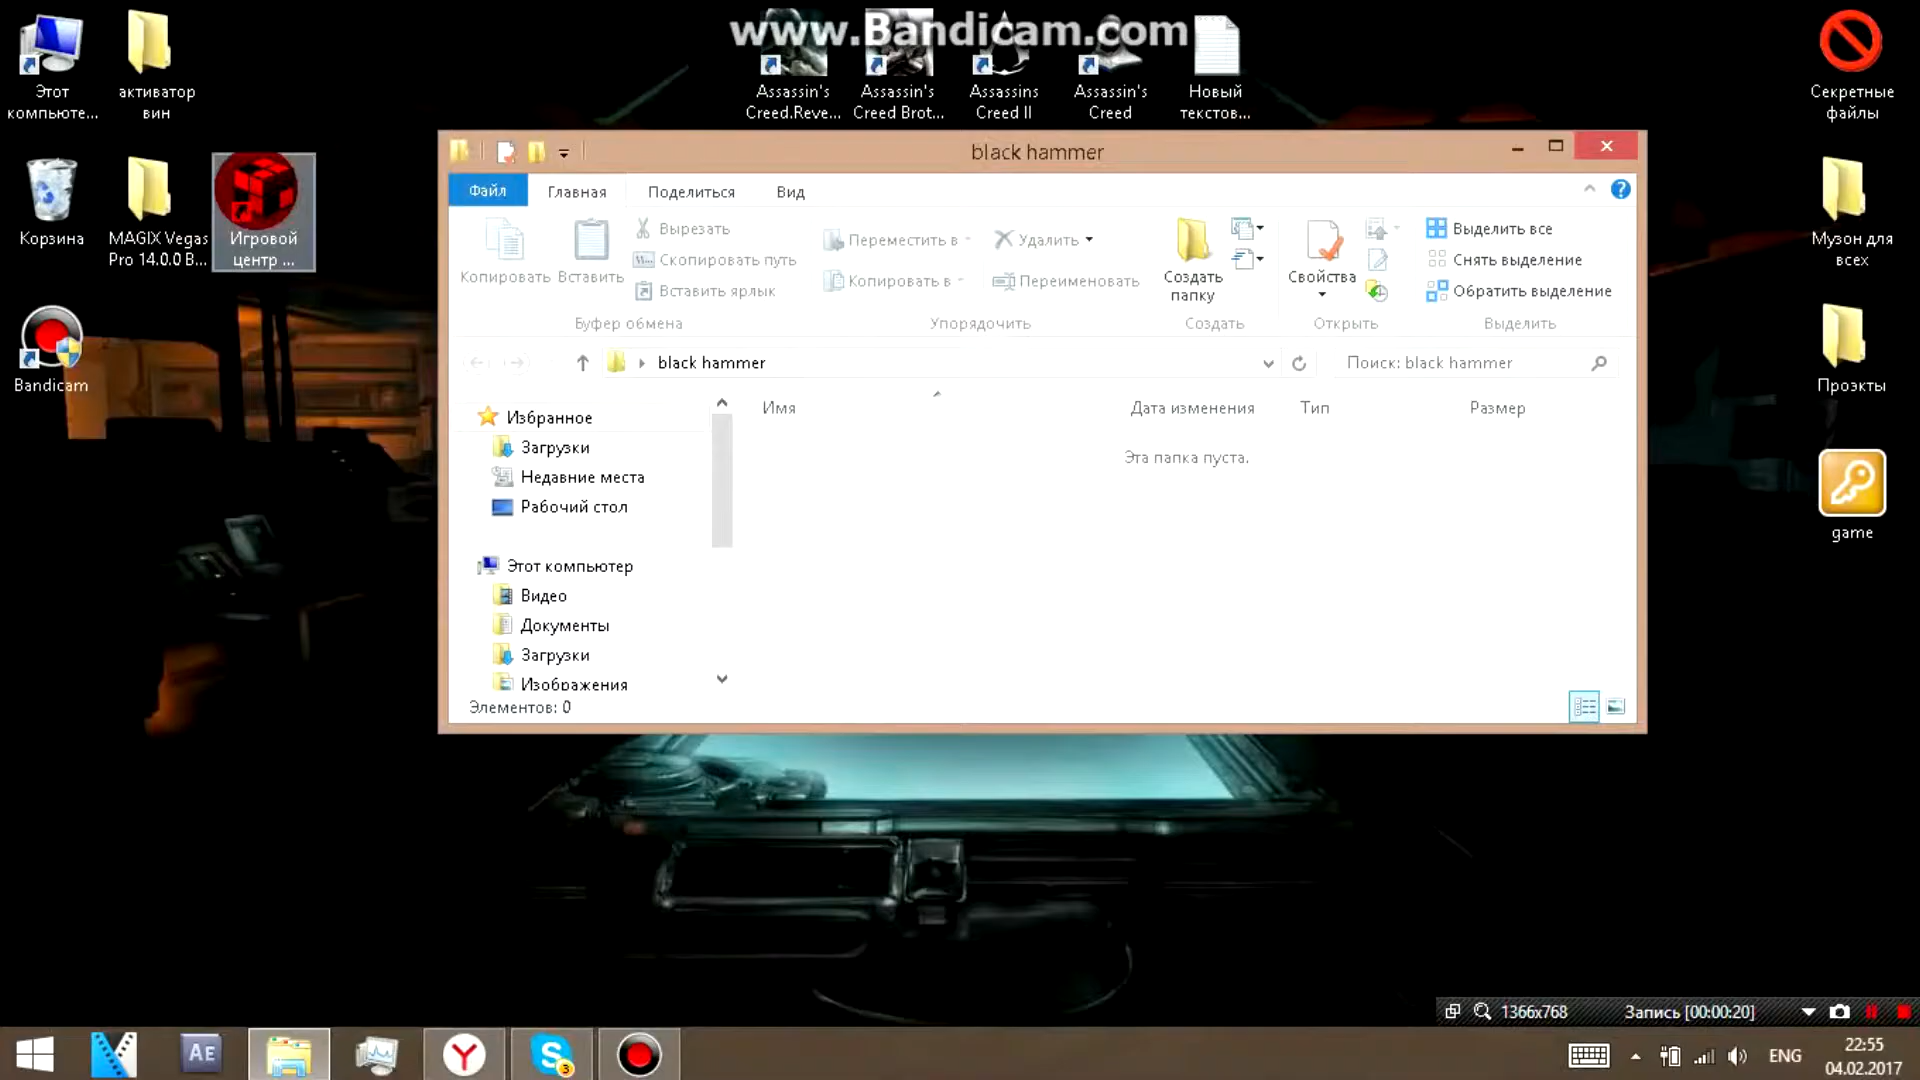 www.Bandicam.com
Этот компьюте...
активатор вин
Assassin's Creed.Reve...
Assassin's Creed Brot...
Assassins Creed II
Assassin's Creed
Новый текстов...
Секретные файлы
Корзина
MAGIX Vegas Pro 14.0.0 B...
Игровой центр ...
Bandicam
Музон для всех
Проэкты
game
black hammer
Файл
Главная
Поделиться
Вид
Копировать
Вставить
Вырезать
Скопировать путь
Вставить ярлык
Буфер обмена
Переместить в
Копировать в
Удалить
Переименовать
Упорядочить
Создать папку
Создать
Свойства
Открыть
Выделить все
Снять выделение
Обратить выделение
Выделить
black hammer
Поиск: black hammer
Избранное
Загрузки
Недавние места
Рабочий стол
Этот компьютер
Видео
Документы
Загрузки
Изображения
Имя
Дата изменения
Тип
Размер
Эта папка пуста.
Элементов: 0
1366x768
Запись [00:00:20]
AE
3
ENG
22:55
04.02.2017